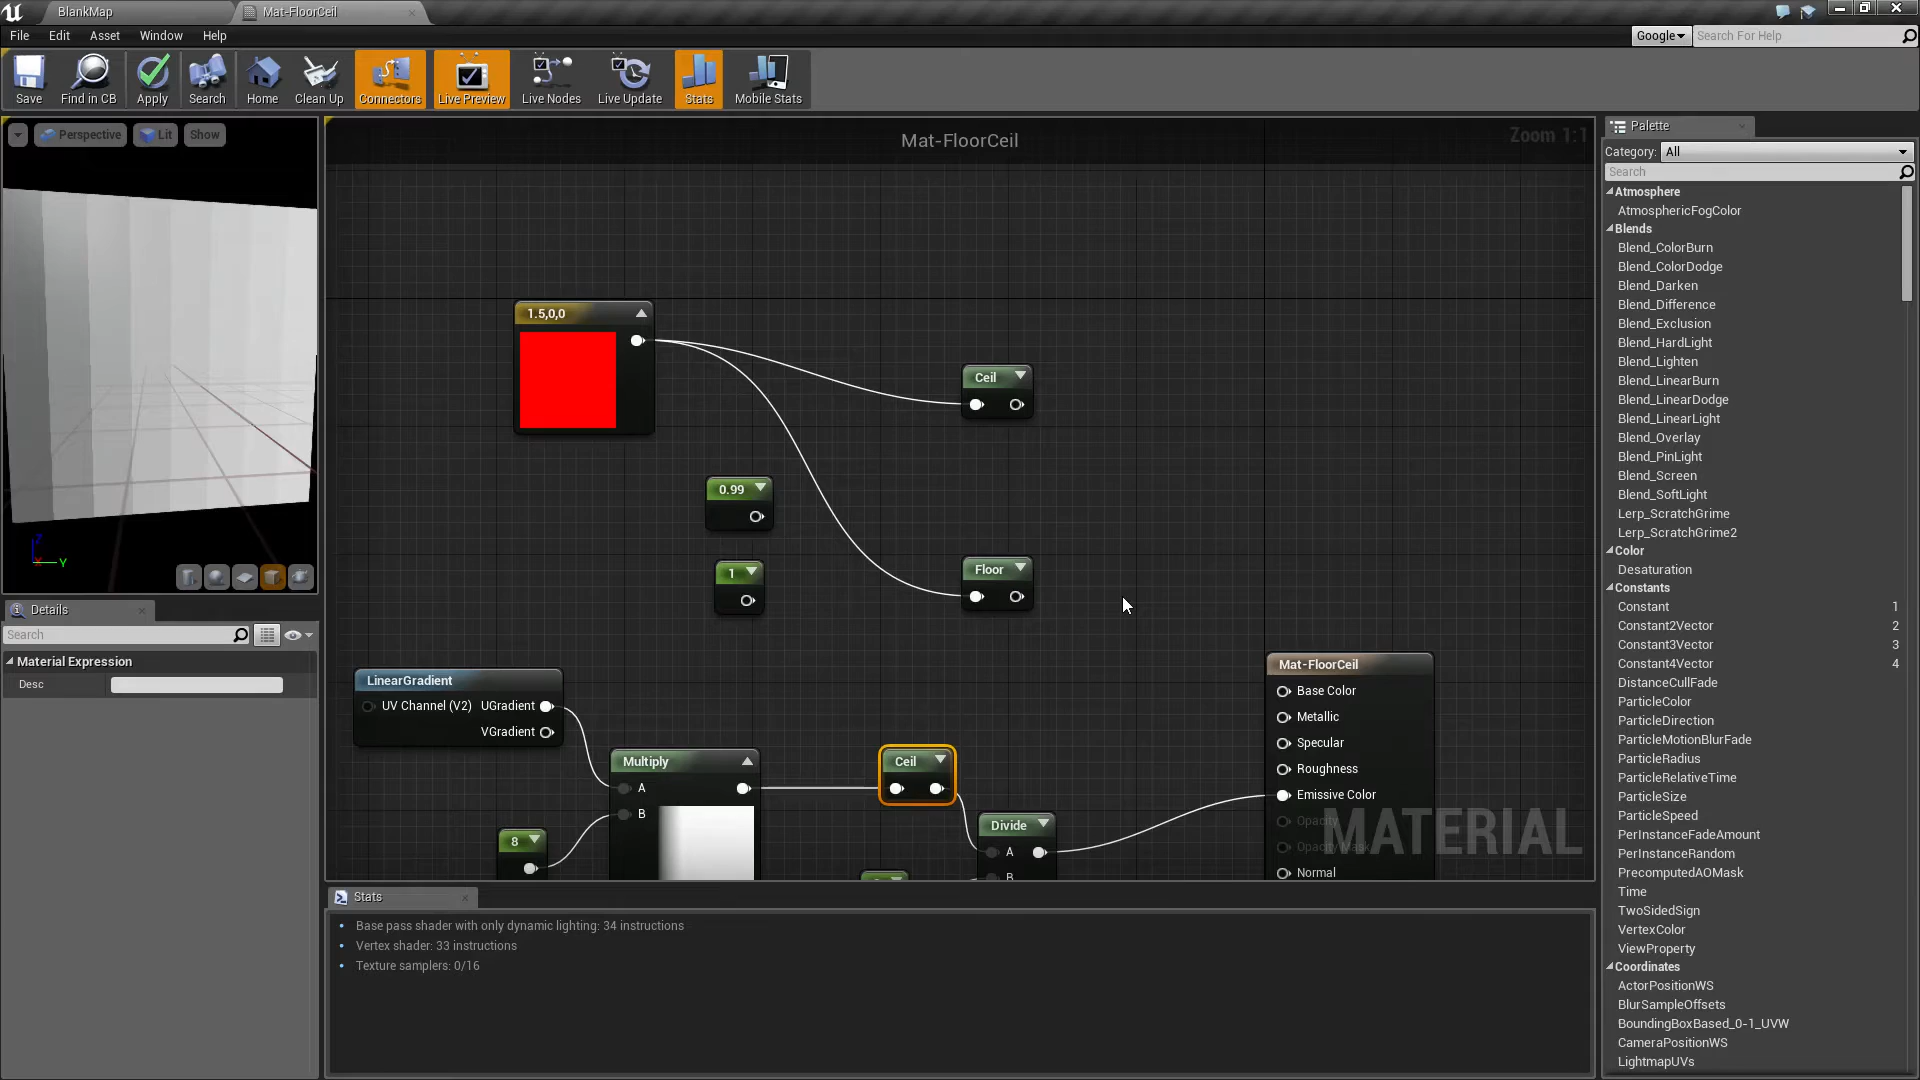 BlankMap
Mat-FloorCeil
File Edit Asset Window Help
Google
Search For Help
Save
Find in CB
Apply
Search
Home
Clean Up
Connectors
Live Preview
Live Nodes
Live Update
Stats
Mobile Stats
Perspective
Lit
Show
Z
X
Y
Details
Search
Material Expression
Desc
Mat-FloorCeil
Zoom 1:1
1.5,0,0
Ceil
0.99
1
Floor
LinearGradient
UV Channel (V2) UGradient
VGradient
Multiply
A
B
8
Ceil
Divide
A
B
Mat-FloorCeil
Base Color
Metallic
Specular
Roughness
Emissive Color
Opacity
Opacity Mask
Normal
MATERIAL
Stats
Base pass shader with only dynamic lighting: 34 instructions
Vertex shader: 33 instructions
Texture samplers: 0/16
Palette
Category: All
Search
Atmosphere
AtmosphericFogColor
Blends
Blend_ColorBurn
Blend_ColorDodge
Blend_Darken
Blend_Difference
Blend_Exclusion
Blend_HardLight
Blend_Lighten
Blend_LinearBurn
Blend_LinearDodge
Blend_LinearLight
Blend_Overlay
Blend_PinLight
Blend_Screen
Blend_SoftLight
Lerp_ScratchGrime
Lerp_ScratchGrime2
Color
Desaturation
Constants
Constant 1
Constant2Vector 2
Constant3Vector 3
Constant4Vector 4
DistanceCullFade
ParticleColor
ParticleDirection
ParticleMotionBlurFade
ParticleRadius
ParticleRelativeTime
ParticleSize
ParticleSpeed
PerInstanceFadeAmount
PerInstanceRandom
PrecomputedAOMask
Time
TwoSidedSign
VertexColor
ViewProperty
Coordinates
ActorPositionWS
BlurSampleOffsets
BoundingBoxBased_0-1_UVW
CameraPositionWS
LightmapUVs